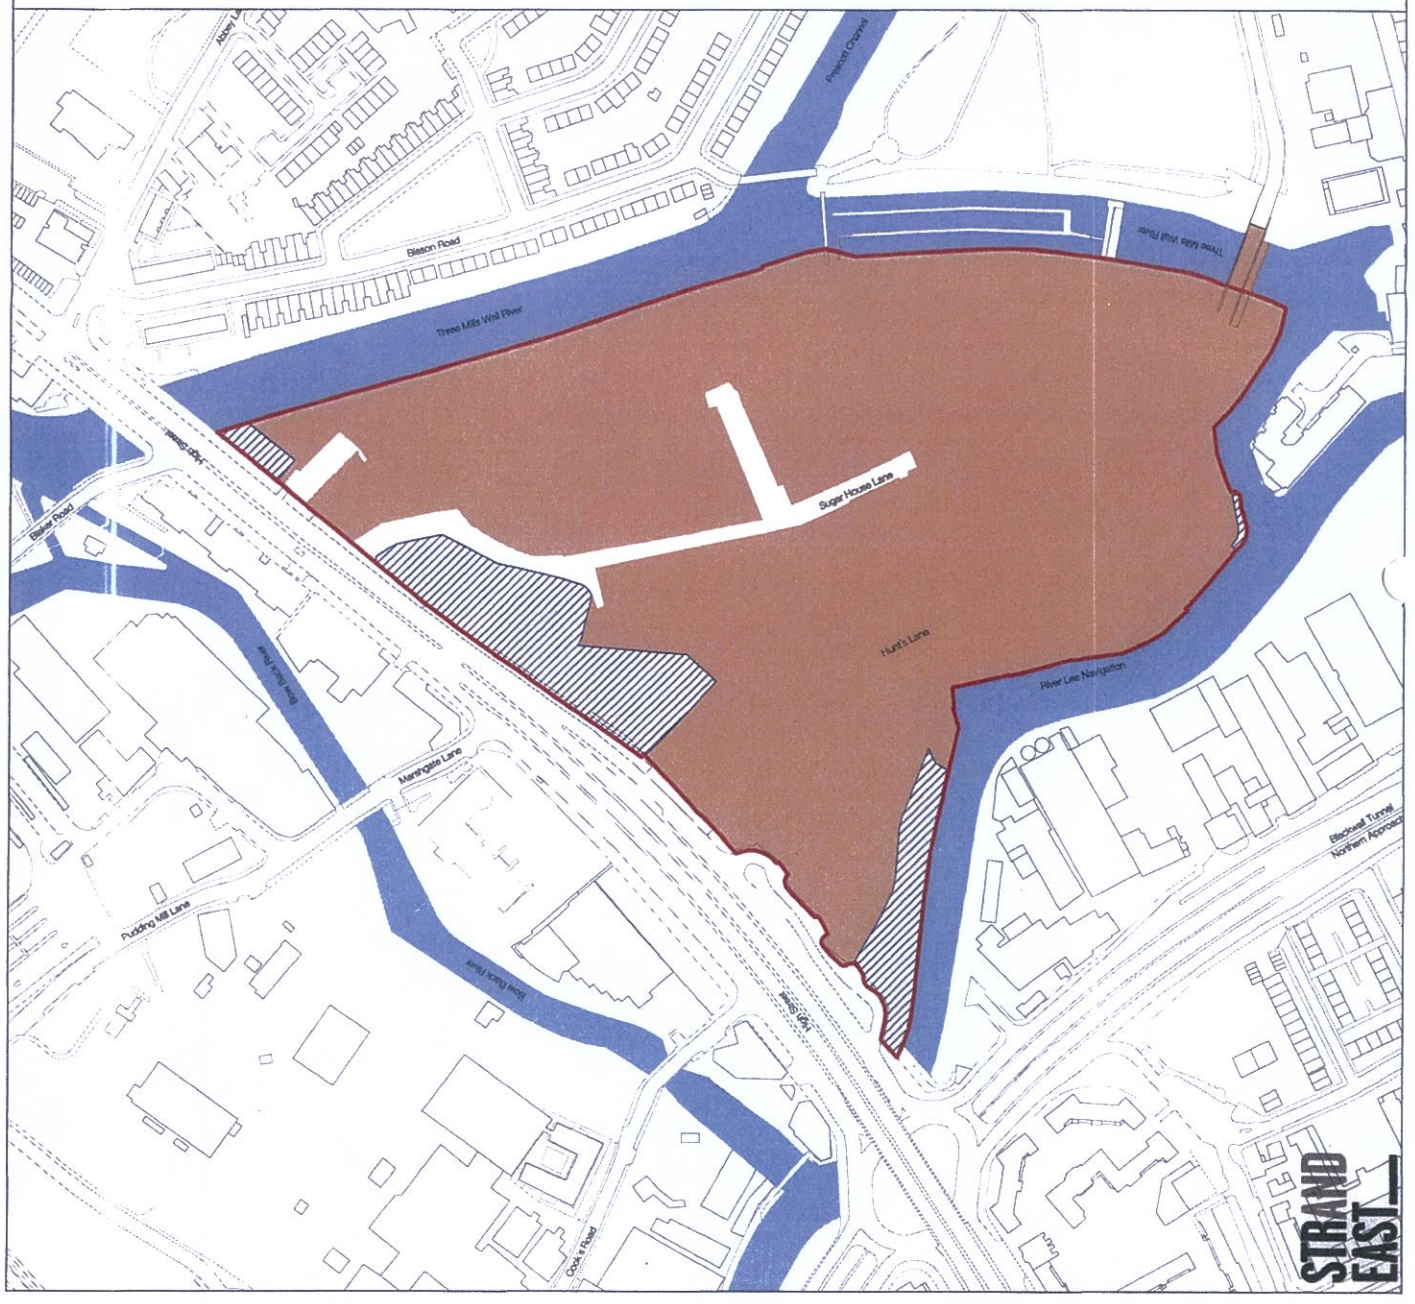 Abbey La
Prescott Channel
Bisson Road
Three Mills Wall River
Three Mills Wall River
High Street
Sugar House Lane
Bisker Road
Hunt's Lane
River Lee Navigation
Bow Back River
Marshgate Lane
Blackwall Tunnel
Northern Approach
Pudding Mill Lane
Bow Back River
High Street
Cook's Road
STRAND
EAST